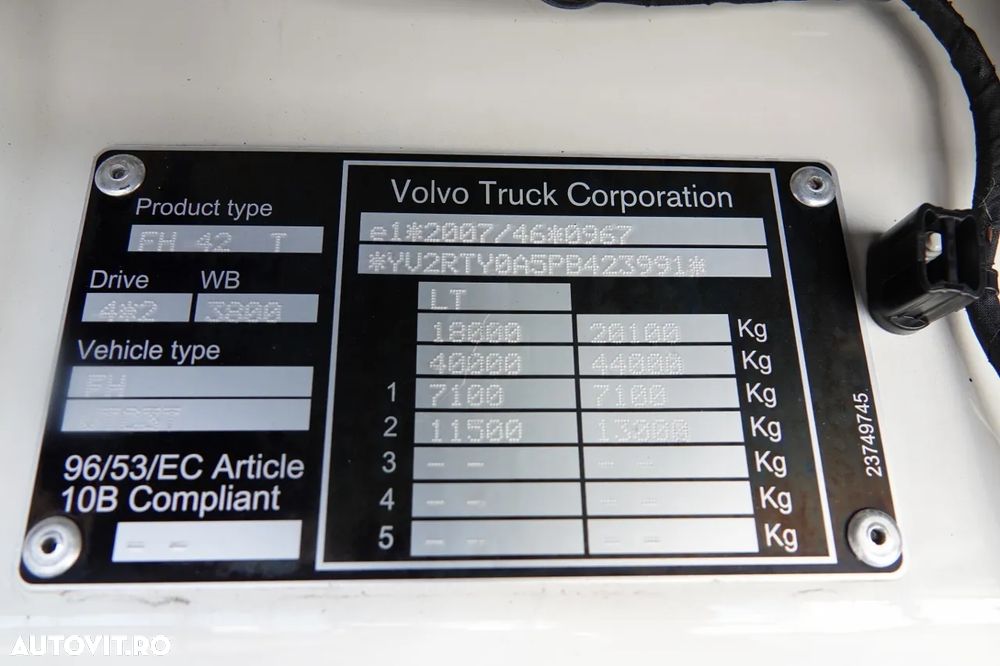 Product type
FH 42 T
Drive WB
4*2 3800
Vehicle type
FH
96/53/EC Article
10B Compliant
- -
Volvo Truck Corporation
e1*2007/46*0967
*YV2RTY0A5PB423991*
LT
18000 20100 Kg
40000 44000 Kg
1 7100 7100 Kg
2 11500 13000 Kg
3 - - - - Kg
4 - - - - Kg
5 - - - - Kg
23749745.
AUTOVIT.RO